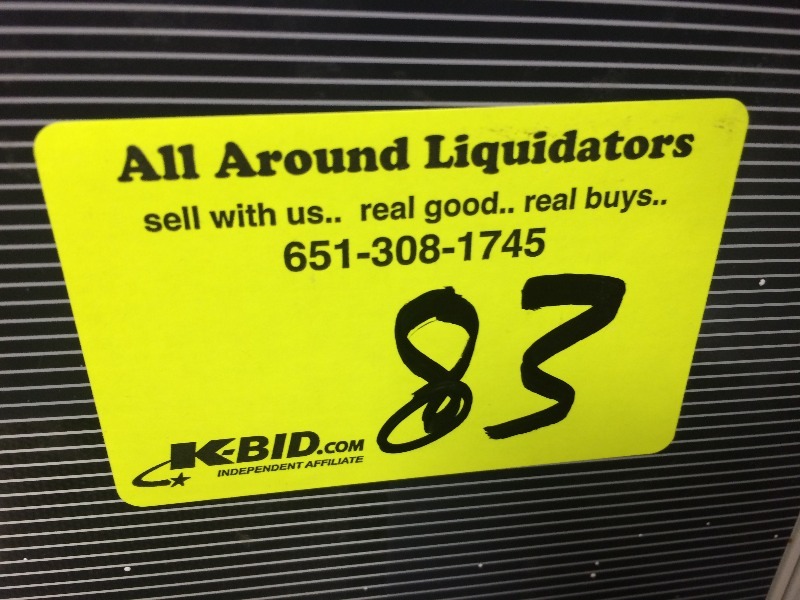 All Around Liquidators
sell with us.. real good.. real buys..
651-308-1745
83
K-BID.COM
INDEPENDENT AFFILIATE